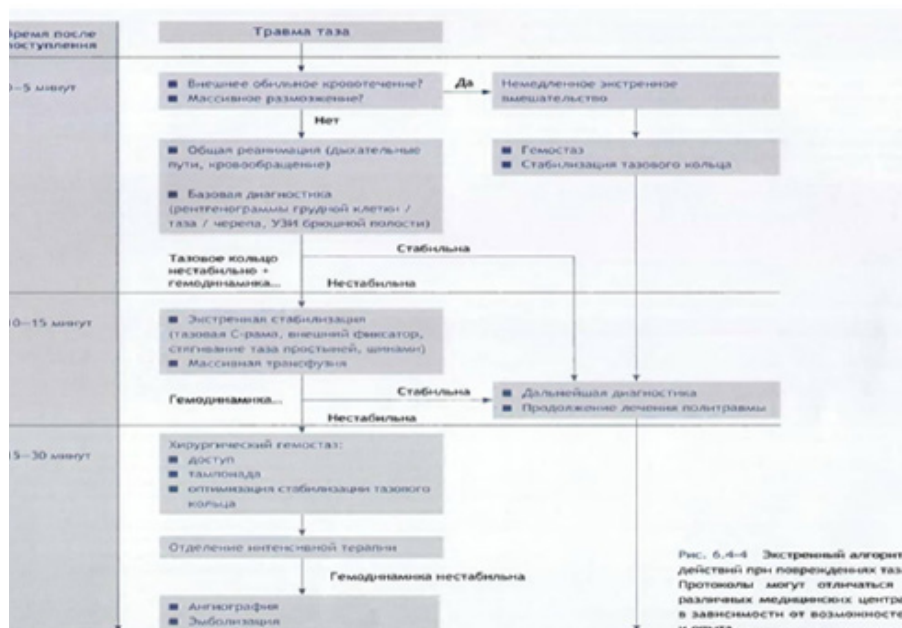 время после
поступления
Травма таза
0–5 минут
■ Внешнее обильное кровотечение?
■ Массивное размозжение?
Да
Немедленное экстренное
вмешательство
Нет
■ Общая реанимация (дыхательные
пути, кровообращение)
■ Базовая диагностика
(рентгенограммы грудной клетки /
таза / черепа, УЗИ брюшной полости)
■ Гемостаз
■ Стабилизация тазового кольца
Стабильна
Тазовое кольцо
нестабильно +
гемодинамика...
Нестабильна
10–15 минут
■ Экстренная стабилизация
(тазовая С-рама, внешний фиксатор,
стягивание таза простыней, шинами)
■ Массивная трансфузия
Гемодинамика...
Стабильна
Нестабильна
■ Дальнейшая диагностика
■ Продолжение лечения политравмы
15–30 минут
Хирургический гемостаз:
■ доступ
■ тампонада
■ оптимизация стабилизации тазового
кольца
Отделение интенсивной терапии
Гемодинамика нестабильна
■ Ангиография
■ Эмболизация
Рис. 6.4-4 Экстренный алгорит
действий при повреждениях таз
Протоколы могут отличаться
различных медицинских центра
в зависимости от возможносте